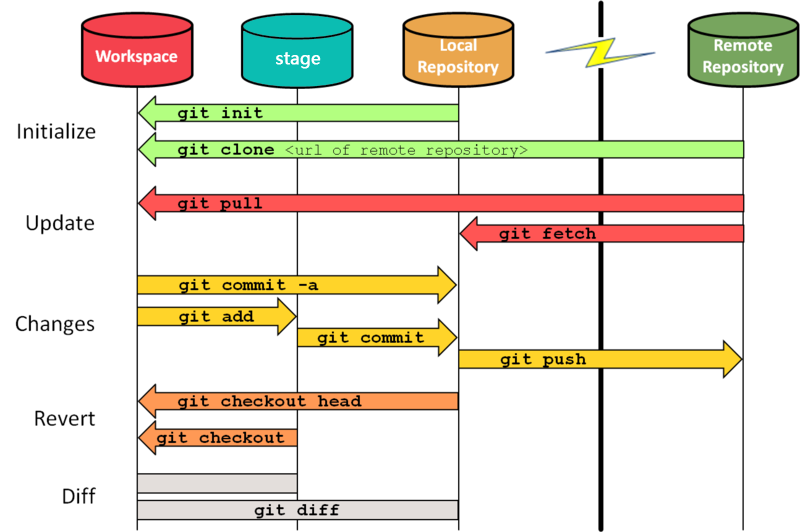 Workspace
stage
Local
Repository
Remote
Repository
Initialize
git init
git clone <url of remote repository>
Update
git pull
git fetch
Changes
git commit -a
git add
git commit
git push
Revert
git checkout head
git checkout
Diff
git diff